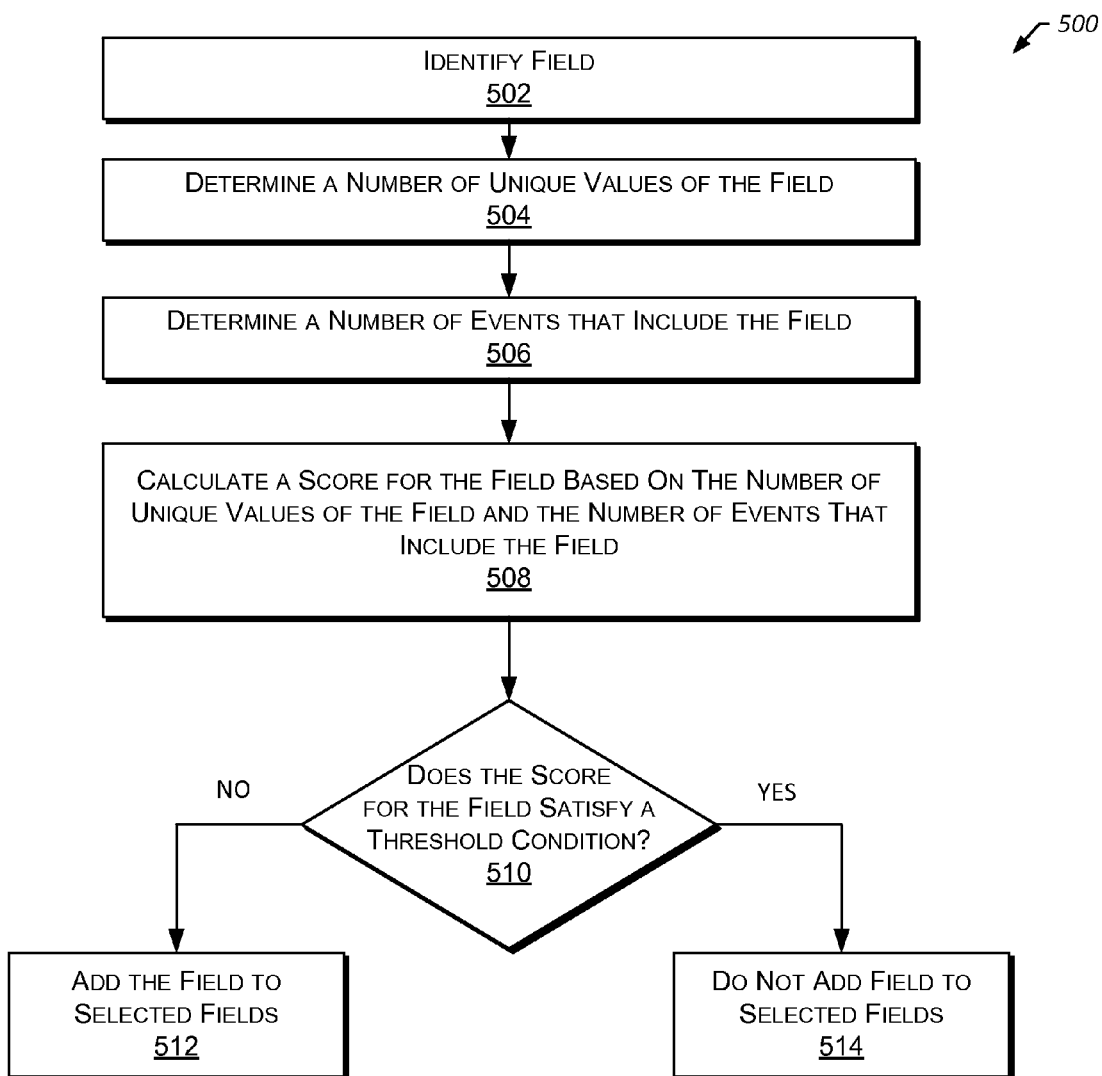 500
IDENTIFY FIELD
502
DETERMINE A NUMBER OF UNIQUE VALUES OF THE FIELD
504
DETERMINE A NUMBER OF EVENTS THAT INCLUDE THE FIELD
506
CALCULATE A SCORE FOR THE FIELD BASED ON THE NUMBER OF
UNIQUE VALUES OF THE FIELD AND THE NUMBER OF EVENTS THAT
INCLUDE THE FIELD
508
DOES THE SCORE
FOR THE FIELD SATISFY A
THRESHOLD CONDITION?
510
NO
YES
ADD THE FIELD TO
SELECTED FIELDS
512
DO NOT ADD FIELD TO
SELECTED FIELDS
514